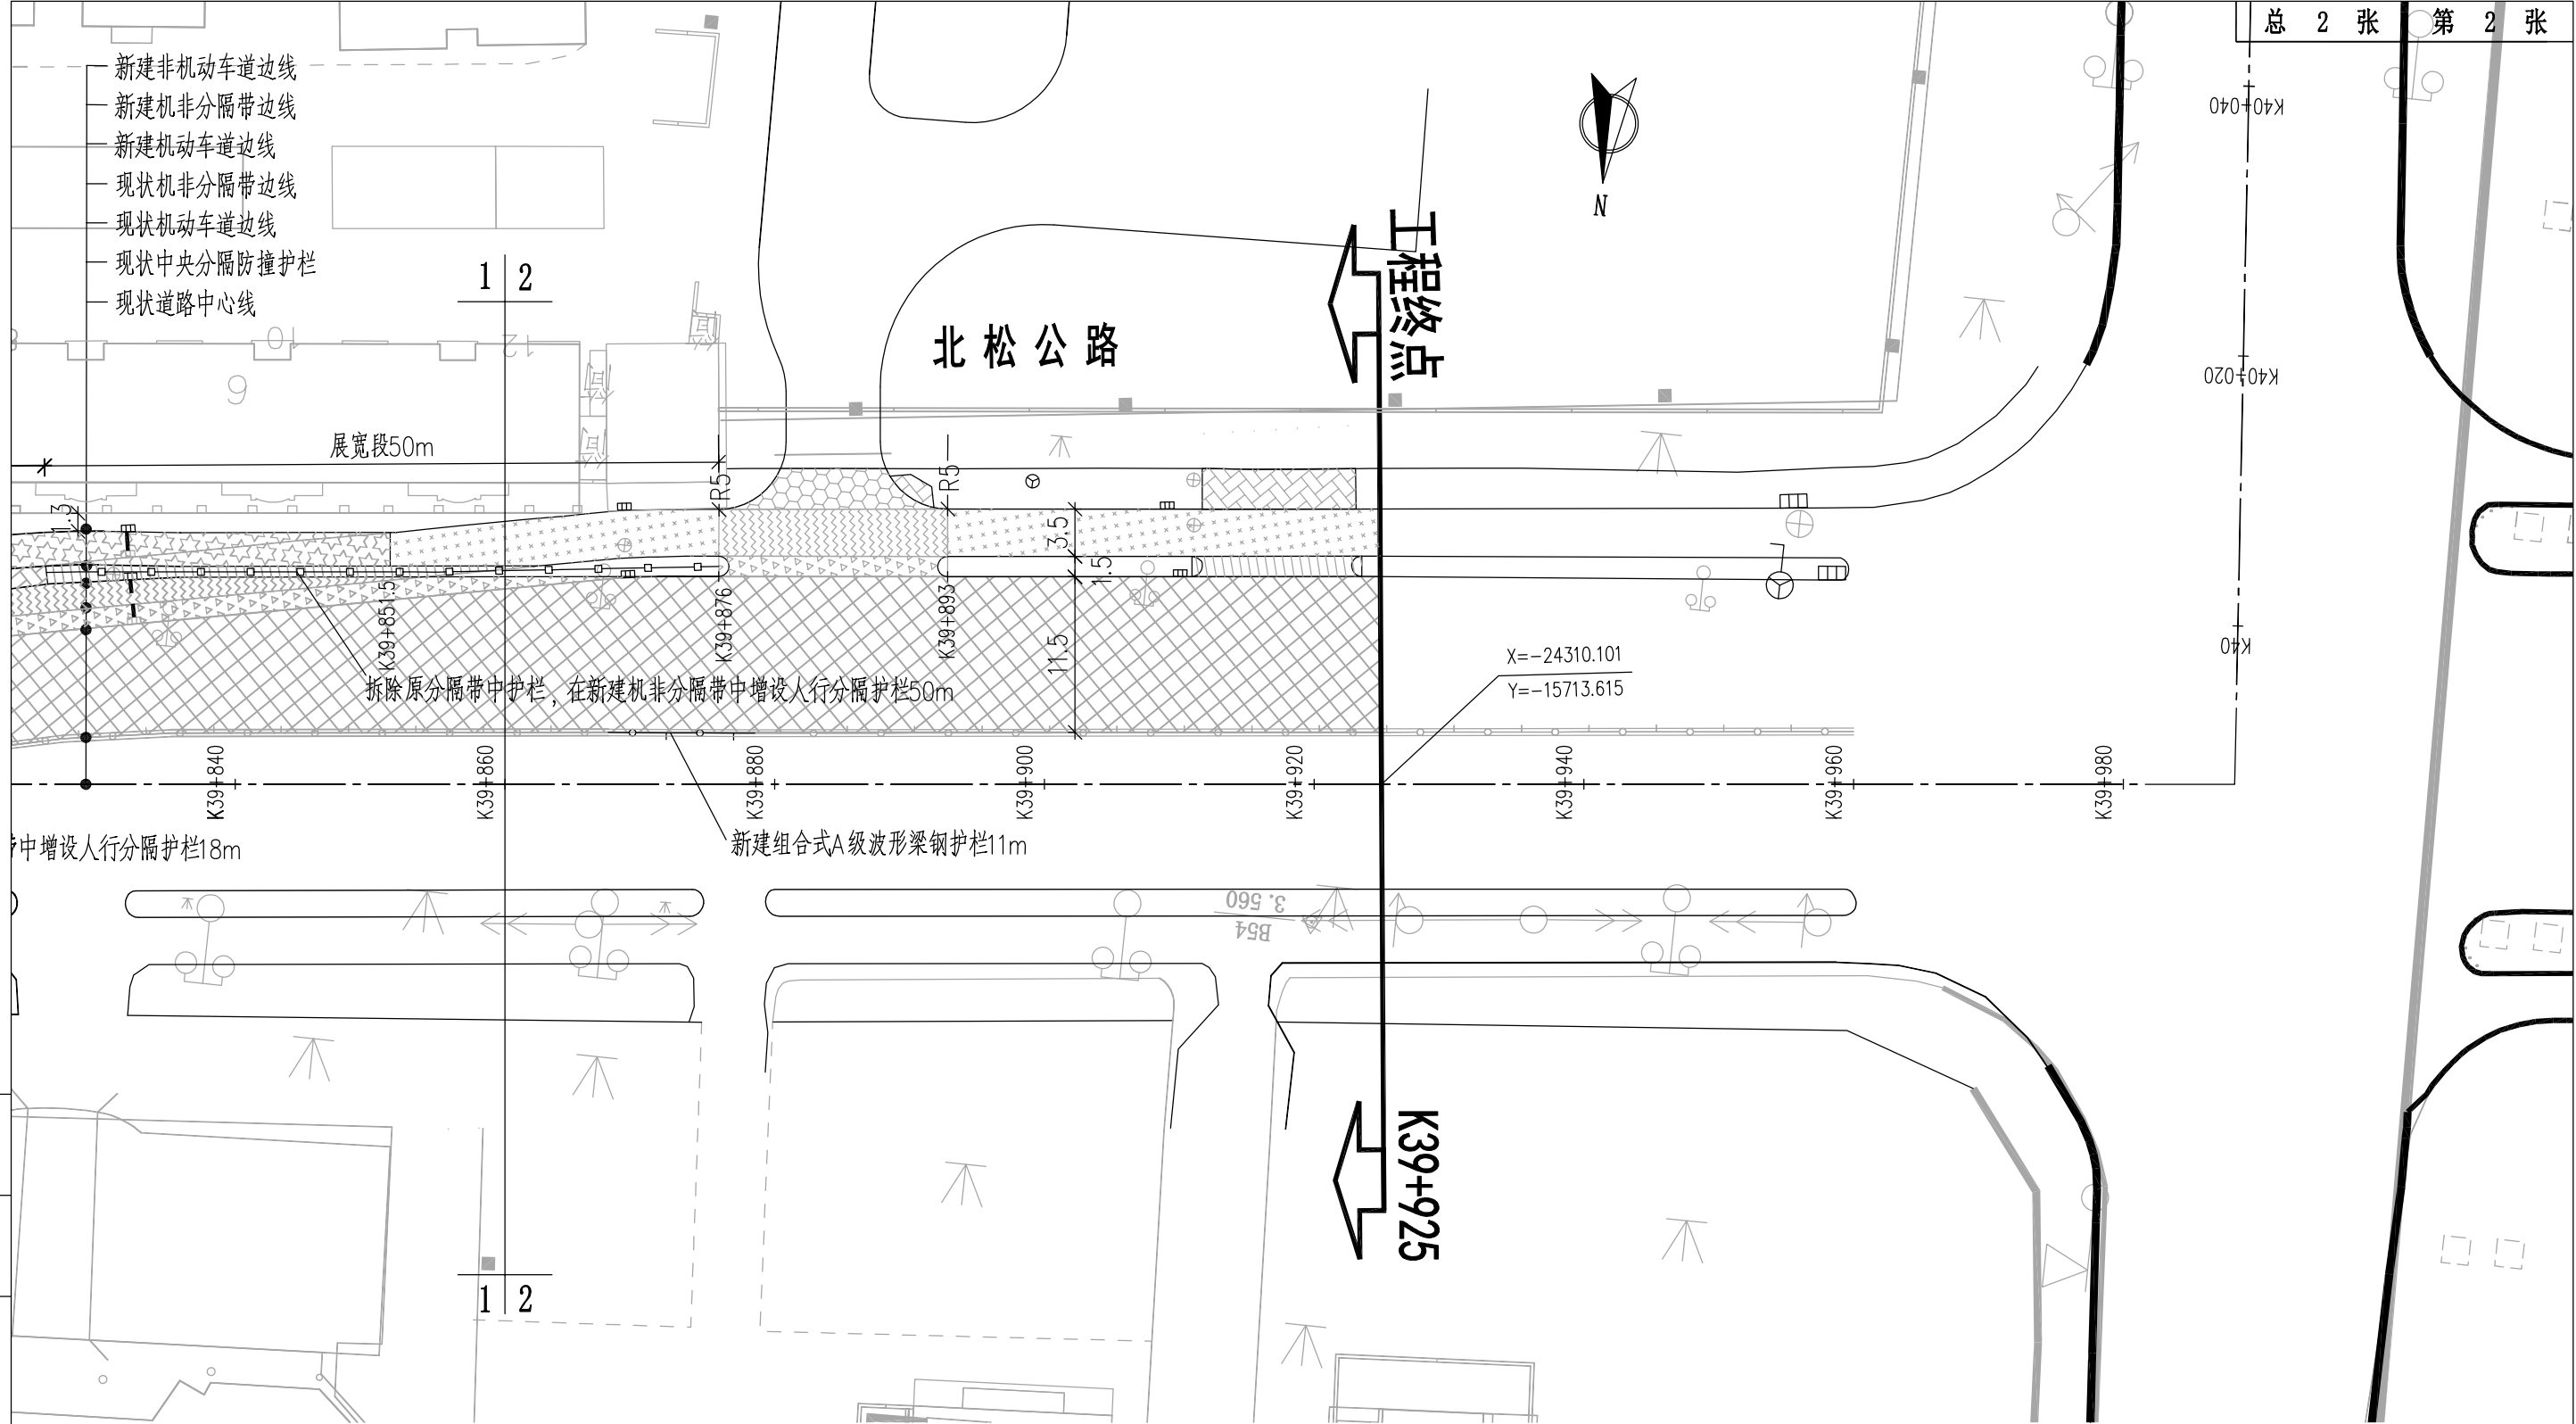 总 2 张 第 2 张
新建非机动车道边线
新建机非分隔带边线
新建机动车道边线
现状机非分隔带边线
现状机动车道边线
现状中央分隔防撞护栏
现状道路中心线
1 2
N
K40+040
K40+020
K40
工程终点
北松公路
10
12
9
展宽段50m
R5
R5
1.3
3.5
1.5
11.5
K39+851.5
K39+876
K39+893
拆除原分隔带中护栏，在新建机非分隔带中增设人行分隔护栏50m
X=-24310.101
Y=-15713.615
K39+840
K39+860
K39+880
K39+900
K39+920
K39+940
K39+960
K39+980
中增设人行分隔护栏18m
新建组合式A级波形梁钢护栏11m
B54
3.560
K39+925
1 2